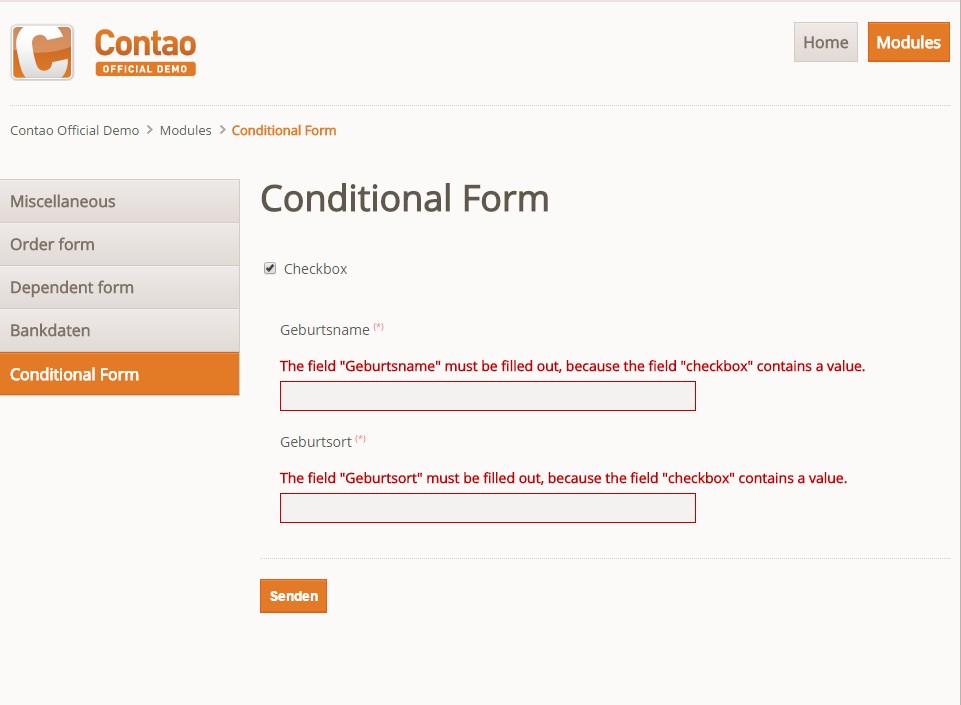 Contao
OFFICIAL DEMO
Home
Modules
Contao Official Demo > Modules > Conditional Form
Miscellaneous
Order form
Dependent form
Bankdaten
Conditional Form
Conditional Form
Checkbox
Geburtsname (*)
The field "Geburtsname" must be filled out, because the field "checkbox" contains a value.
Geburtsort (*)
The field "Geburtsort" must be filled out, because the field "checkbox" contains a value.
Senden